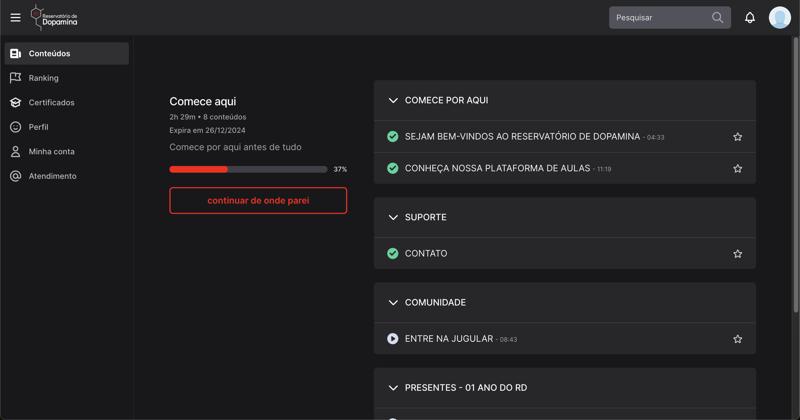 Reservatório de
Dopamina
Pesquisar
Conteúdos
Ranking
Certificados
Perfil
Minha conta
Atendimento
Comece aqui
2h 29m • 8 conteúdos
Expira em 26/12/2024
Comece por aqui antes de tudo
37%
continuar de onde parei
COMECE POR AQUI
SEJAM BEM-VINDOS AO RESERVATÓRIO DE DOPAMINA - 04:33
CONHEÇA NOSSA PLATAFORMA DE AULAS - 11:19
SUPORTE
CONTATO
COMUNIDADE
ENTRE NA JUGULAR - 08:43
PRESENTES - 01 ANO DO RD